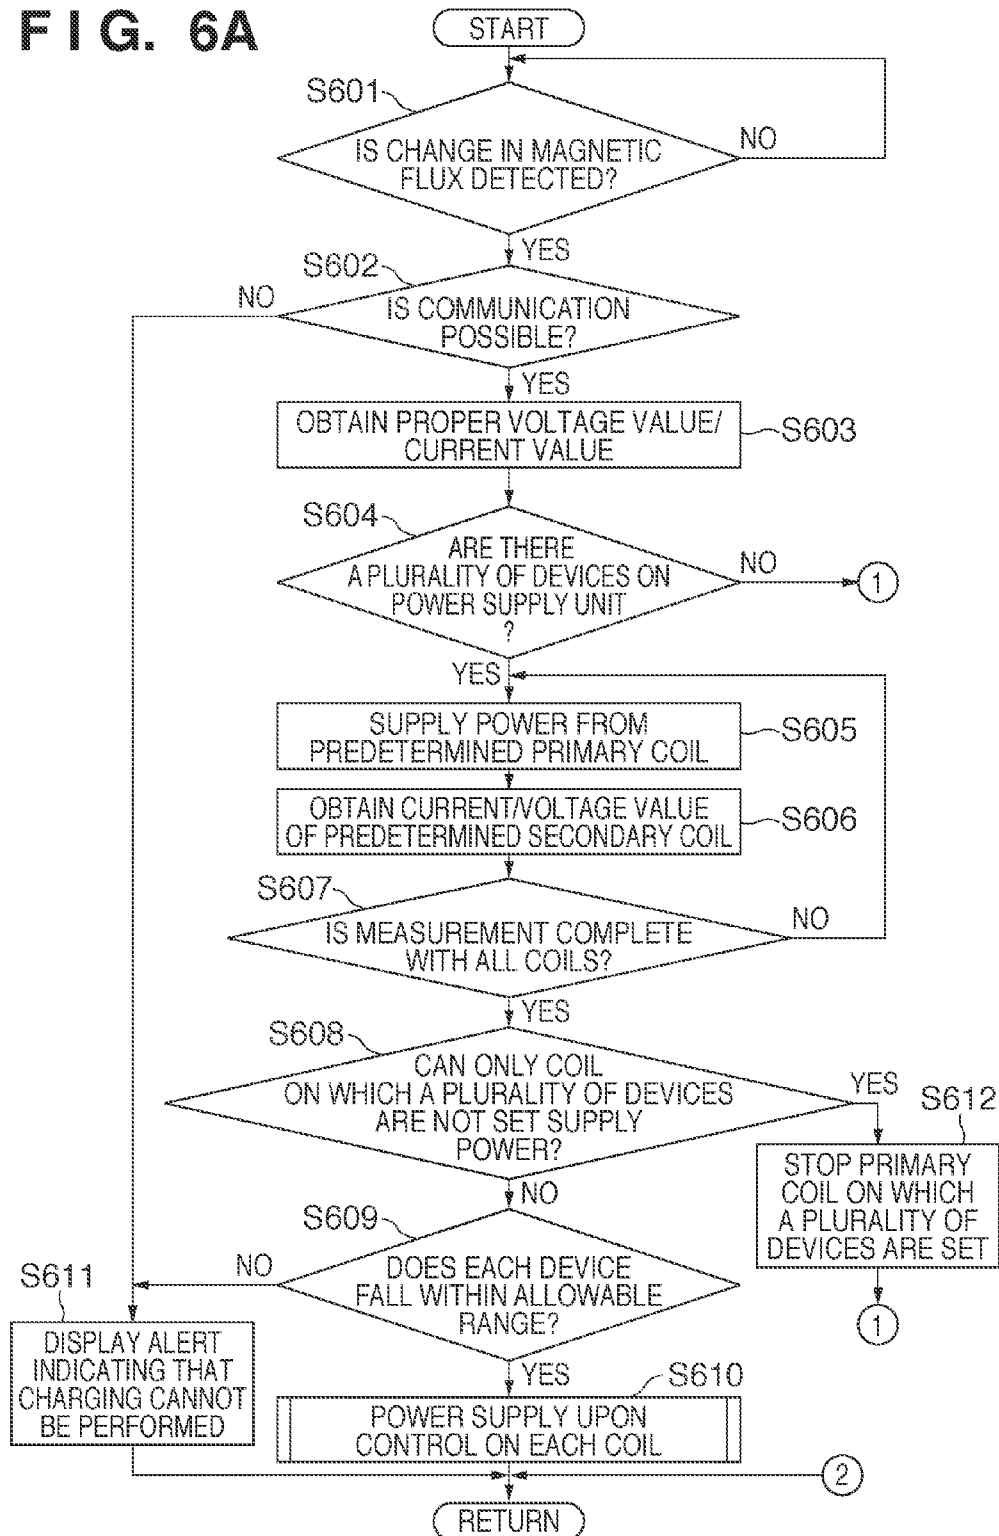 FIG. 6A
START
S601
IS CHANGE IN MAGNETIC
FLUX DETECTED?
NO
YES
S602
NO
IS COMMUNICATION
POSSIBLE?
YES
OBTAIN PROPER VOLTAGE VALUE/
CURRENT VALUE
S603
S604
ARE THERE
A PLURALITY OF DEVICES ON
POWER SUPPLY UNIT
?
NO
1
YES
SUPPLY POWER FROM
PREDETERMINED PRIMARY COIL
S605
OBTAIN CURRENT/VOLTAGE VALUE
OF PREDETERMINED SECONDARY COIL
S606
S607
IS MEASUREMENT COMPLETE
WITH ALL COILS?
NO
YES
S608
CAN ONLY COIL
ON WHICH A PLURALITY OF DEVICES
ARE NOT SET SUPPLY
POWER?
YES
S612
STOP PRIMARY
COIL ON WHICH
A PLURALITY OF
DEVICES ARE SET
1
NO
S609
DOES EACH DEVICE
FALL WITHIN ALLOWABLE
RANGE?
NO
S611
DISPLAY ALERT
INDICATING THAT
CHARGING CANNOT
BE PERFORMED
YES
S610
POWER SUPPLY UPON
CONTROL ON EACH COIL
2
RETURN